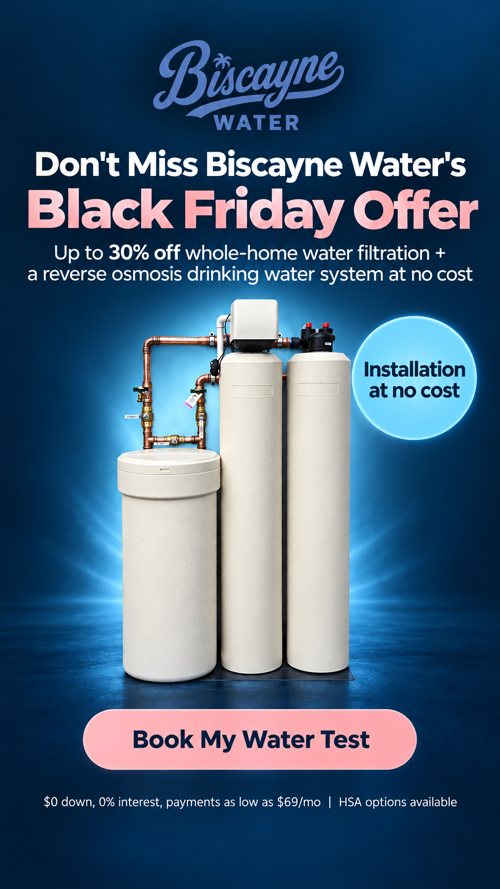 Biscayne
WATER
Don't Miss Biscayne Water's
Black Friday Offer
Up to 30% off whole-home water filtration +
a reverse osmosis drinking water system at no cost
Installation
at no cost
Book My Water Test
$0 down, 0% interest, payments as low as $69/mo | HSA options available